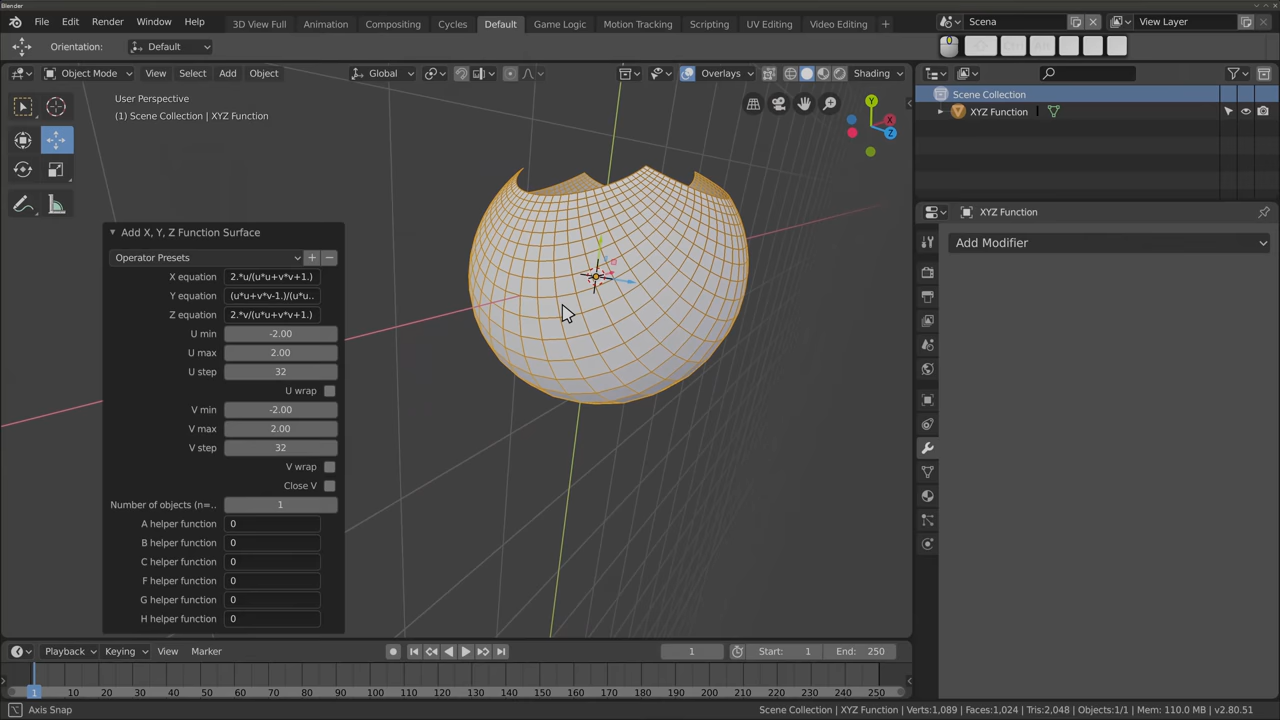 Blender
File Edit Render Window Help
3D View Full Animation Compositing Cycles Default Game Logic Motion Tracking Scripting UV Editing Video Editing +
Scena
View Layer
Orientation: Default
Object Mode View Select Add Object
Global
Overlays
Shading
User Perspective
(1) Scene Collection | XYZ Function
Y
X
Z
Scene Collection
XYZ Function
XYZ Function
Add Modifier
Add X, Y, Z Function Surface
Operator Presets
X equation 2.*u/(u*u+v*v+1.)
Y equation (u*u+v*v-1.)/(u*u..
Z equation 2.*v/(u*u+v*v+1.)
U min -2.00
U max 2.00
U step 32
U wrap
V min -2.00
V max 2.00
V step 32
V wrap
Close V
Number of objects (n=.. 1
A helper function 0
B helper function 0
C helper function 0
F helper function 0
G helper function 0
H helper function 0
Playback Keying View Marker
1
Start: 1
End: 250
1 10 20 30 40 50 60 70 80 90 100 110 120 130 140 150 160 170 180 190 200 210 220 230 240 250
Axis Snap
Scene Collection | XYZ Function | Verts:1,089 | Faces:1,024 | Tris:2,048 | Objects:1/1 | Mem: 110.0 MB | v2.80.51